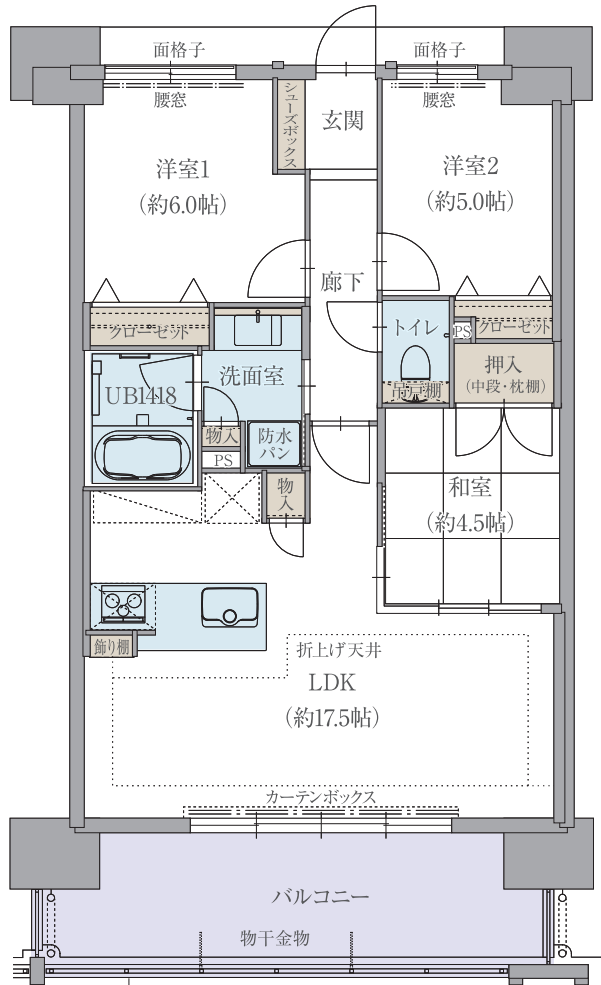 面格子
面格子
腰窓
腰窓
シューズボックス
玄関
洋室1
(約6.0帖)
洋室2
(約5.0帖)
廊下
クローゼット
トイレ
PS
クローゼット
押入
(中段・枕棚)
UB1418
洗面室
吊戸棚
物入
防水
パン
PS
物入
和室
(約4.5帖)
飾り棚
折上げ天井
LDK
(約17.5帖)
カーテンボックス
バルコニー
物干金物